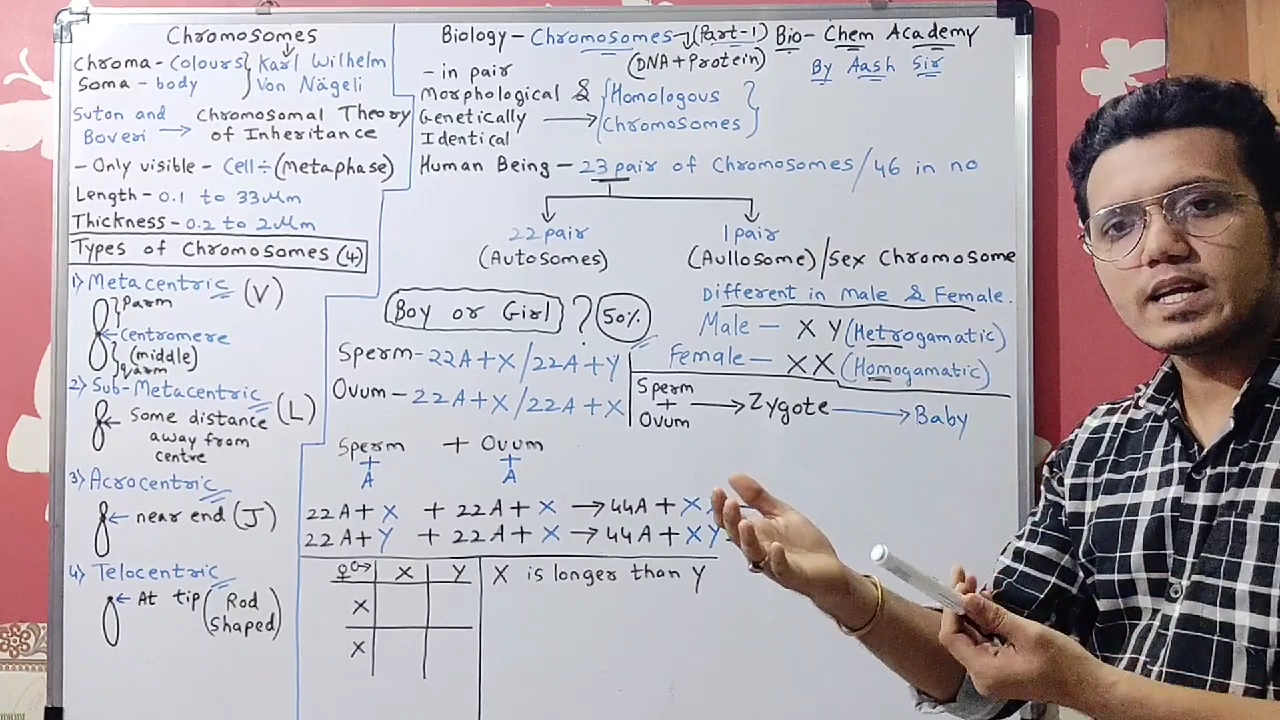 Chromosomes
Chroma - Colours } Karl Wilhelm
Soma - body } Von Nägeli
Suton and
Boveri → Chromosomal Theory
of Inheritance
- Only visible - Cell ÷ (Metaphase)
Length - 0.1 to 33 μm
Thickness - 0.2 to 2 μm
Types of Chromosomes (4)
1) Metacentric (V)
Parm
centromere
(middle)
qarm
2) Sub-Metacentric (L)
Some distance
away from
centre
3) Acrocentric
near end (J)
4) Telocentric
At tip (Rod
Shaped)
Biology - Chromosomes → (Part-1) Bio-Chem Academy
(DNA + Protein) By Aash Sir
- in pair
Morphological &
Genetically →
Identical
(Homologous
Chromosomes)
Human Being - 23 pair of Chromosomes / 46 in no
22 pair
(Autosomes)
1 pair
(Aullosome) / Sex Chromosome
Different in Male & Female.
Male - X Y (Hetrogamatic)
Female - XX (Homogamatic)
Boy or Girl ? 50%
Sperm - 22A+X / 22A+Y
Ovum - 22A+X / 22A+X
Sperm
+
Ovum
→ Zygote → Baby
Sperm + Ovum
+ +
A A
22A+X + 22A+X → 44A+X
22A+Y + 22A+X → 44A+XY
♀ ♂→ X Y
X
X
X is longer than Y